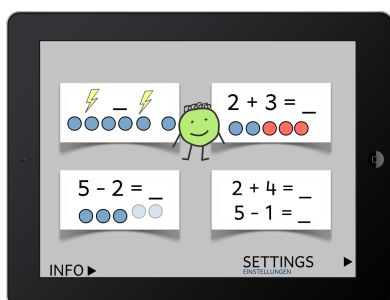 _
2 + 3 = _
5 - 2 = _
2 + 4 = _
5 - 1 = _
INFO
SETTINGS
EINSTELLUNGEN